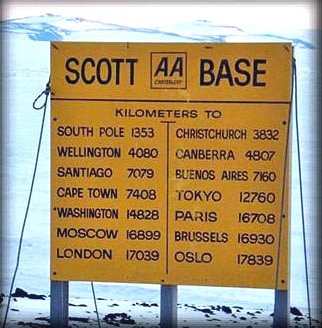 SCOTT AA BASE
CANTERBURY
KILOMETERS TO
SOUTH POLE 1353
WELLINGTON 4080
SANTIAGO 7079
CAPE TOWN 7408
WASHINGTON 14828
MOSCOW 16899
LONDON 17039
CHRISTCHURCH 3832
CANBERRA 4807
BUENOS AIRES 7160
TOKYO 12760
PARIS 16708
BRUSSELS 16930
OSLO 17839